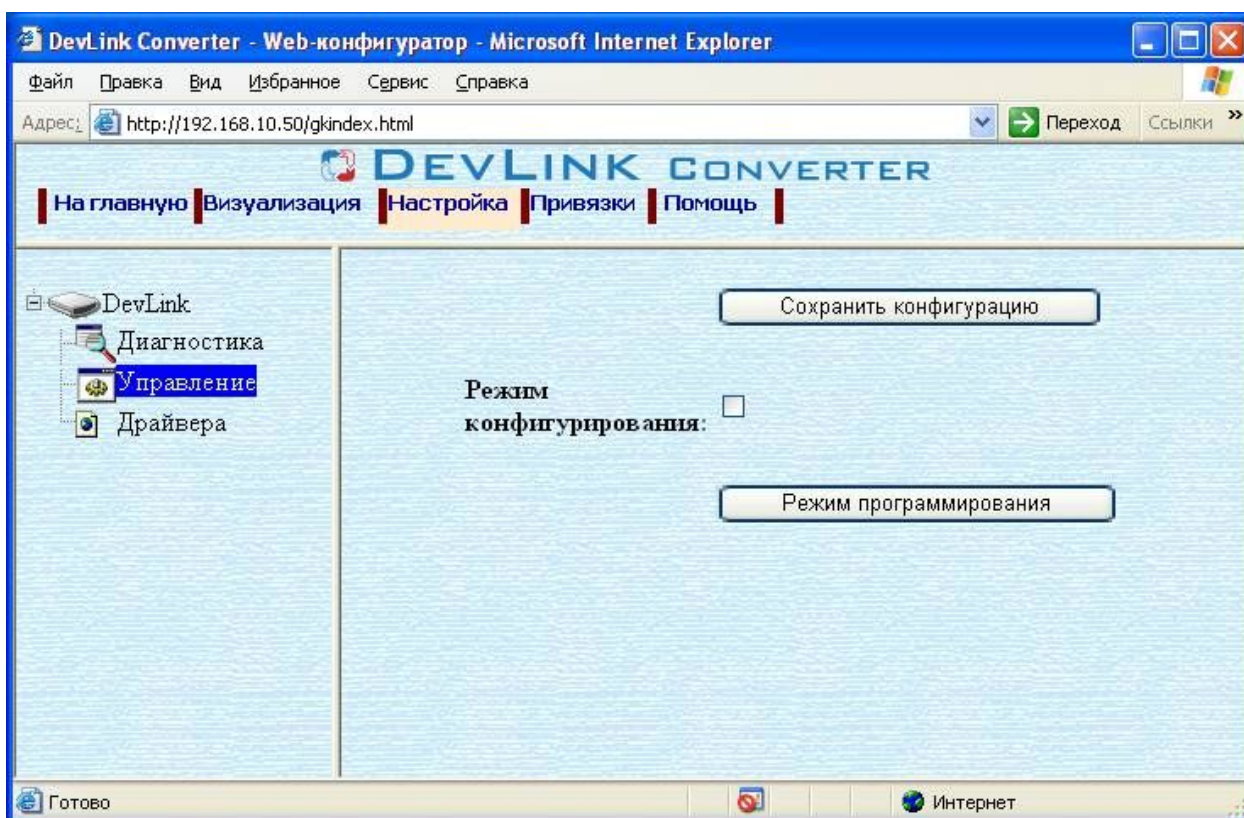 DevLink Converter - Web-конфигуратор - Microsoft Internet Explorer
Файл Правка Вид Избранное Сервис Справка
Адрес: http://192.168.10.50/gkindex.html Переход Ссылки »
DEVLINK CONVERTER
На главную Визуализация Настройка Привязки Помощь
DevLink
Диагностика
Управление
Драйвера
Сохранить конфигурацию
Режим
конфигурирования:
Режим программирования
Готово Интернет